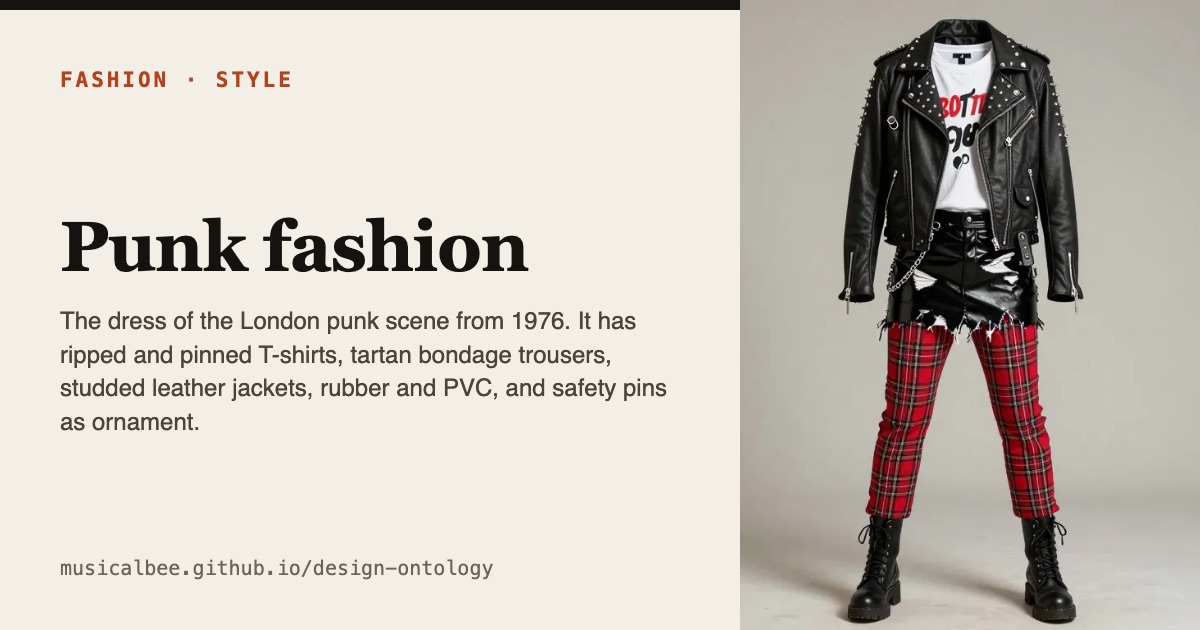 FASHION · STYLE
Punk fashion
The dress of the London punk scene from 1976. It has
ripped and pinned T-shirts, tartan bondage trousers,
studded leather jackets, rubber and PVC, and safety pins
as ornament.
musicalbee.github.io/design-ontology